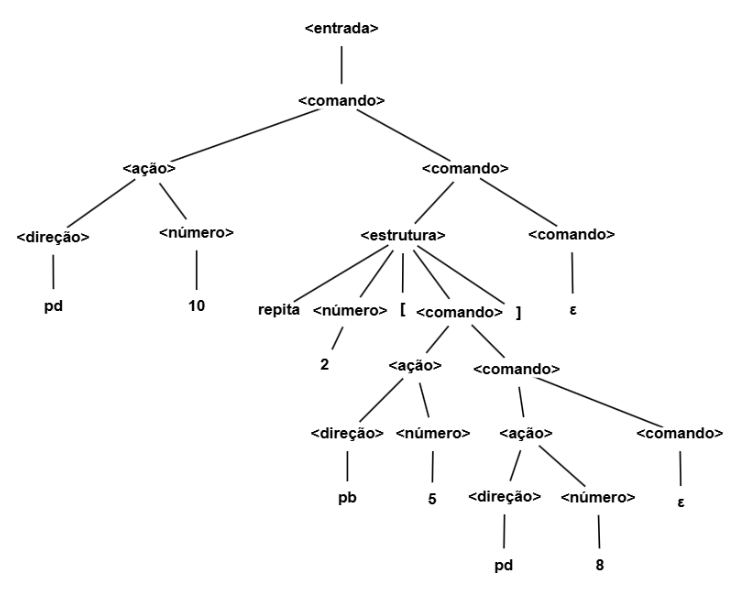 <entrada>
<comando>
<ação> <comando>
<direção> <número> <estrutura> <comando>
pd 10 repita <número> [ <comando> ] ε
2 <ação> <comando>
<direção> <número> <ação> <comando>
pb 5 <direção> <número> ε
pd 8